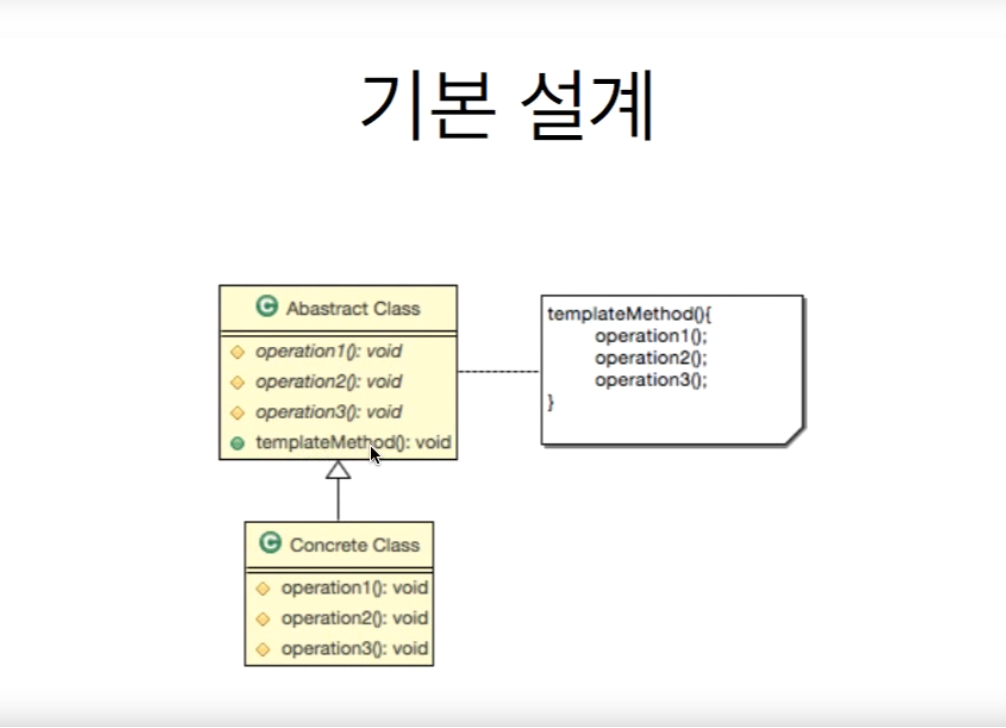 기본 설계
C Abastract Class
operation1(): void
operation2(): void
operation3(): void
templateMethod(): void
templateMethod(){
operation1();
operation2();
operation3();
}
C Concrete Class
operation1(): void
operation2(): void
operation3(): void